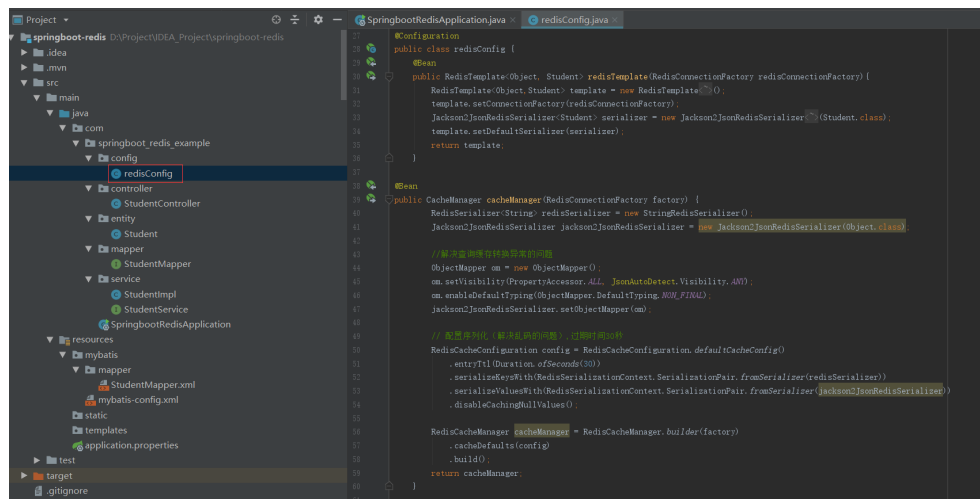 Project
springboot-redis D:\Project\IDEA_Project\springboot-redis
.idea
.mvn
src
main
java
com
springboot_redis_example
config
redisConfig
controller
StudentController
entity
Student
mapper
StudentMapper
service
StudentImpl
StudentService
SpringbootRedisApplication
resources
mybatis
mapper
StudentMapper.xml
mybatis-config.xml
static
templates
application.properties
test
target
.gitignore
SpringbootRedisApplication.java × redisConfig.java ×
27 @Configuration
28 public class redisConfig {
29 @Bean
30 public RedisTemplate<Object, Student> redisTemplate(RedisConnectionFactory redisConnectionFactory){
31 RedisTemplate<Object,Student> template = new RedisTemplate<~>();
32 template.setConnectionFactory(redisConnectionFactory);
33 Jackson2JsonRedisSerializer<Student> serializer = new Jackson2JsonRedisSerializer<~>(Student.class);
34 template.setDefaultSerializer(serializer);
35 return template;
36 }
37
38 @Bean
39 public CacheManager cacheManager(RedisConnectionFactory factory) {
40 RedisSerializer<String> redisSerializer = new StringRedisSerializer();
41 Jackson2JsonRedisSerializer jackson2JsonRedisSerializer = new Jackson2JsonRedisSerializer(Object.class);
42
43 //解决查询缓存转换异常的问题
44 ObjectMapper om = new ObjectMapper();
45 om.setVisibility(PropertyAccessor.ALL, JsonAutoDetect.Visibility.ANY);
46 om.enableDefaultTyping(ObjectMapper.DefaultTyping.NON_FINAL);
47 jackson2JsonRedisSerializer.setObjectMapper(om);
48
49 // 配置序列化（解决乱码的问题）,过期时间30秒
50 RedisCacheConfiguration config = RedisCacheConfiguration.defaultCacheConfig()
51 .entryTtl(Duration.ofSeconds(30))
52 .serializeKeysWith(RedisSerializationContext.SerializationPair.fromSerializer(redisSerializer))
53 .serializeValuesWith(RedisSerializationContext.SerializationPair.fromSerializer(jackson2JsonRedisSerializer))
54 .disableCachingNullValues();
55
56 RedisCacheManager cacheManager = RedisCacheManager.builder(factory)
57 .cacheDefaults(config)
58 .build();
59 return cacheManager;
60 }